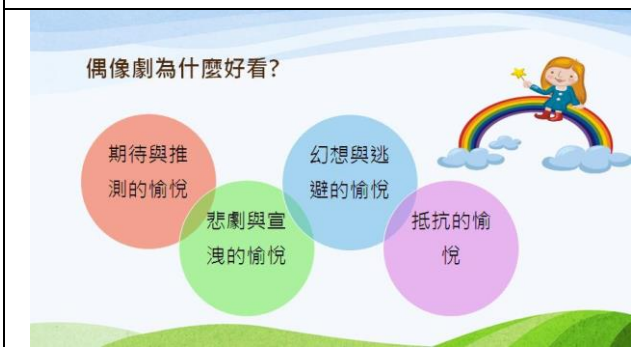 偶像劇為什麼好看?
期待與推
測的愉悅
悲劇與宣
洩的愉悅
幻想與逃
避的愉悅
抵抗的愉
悅